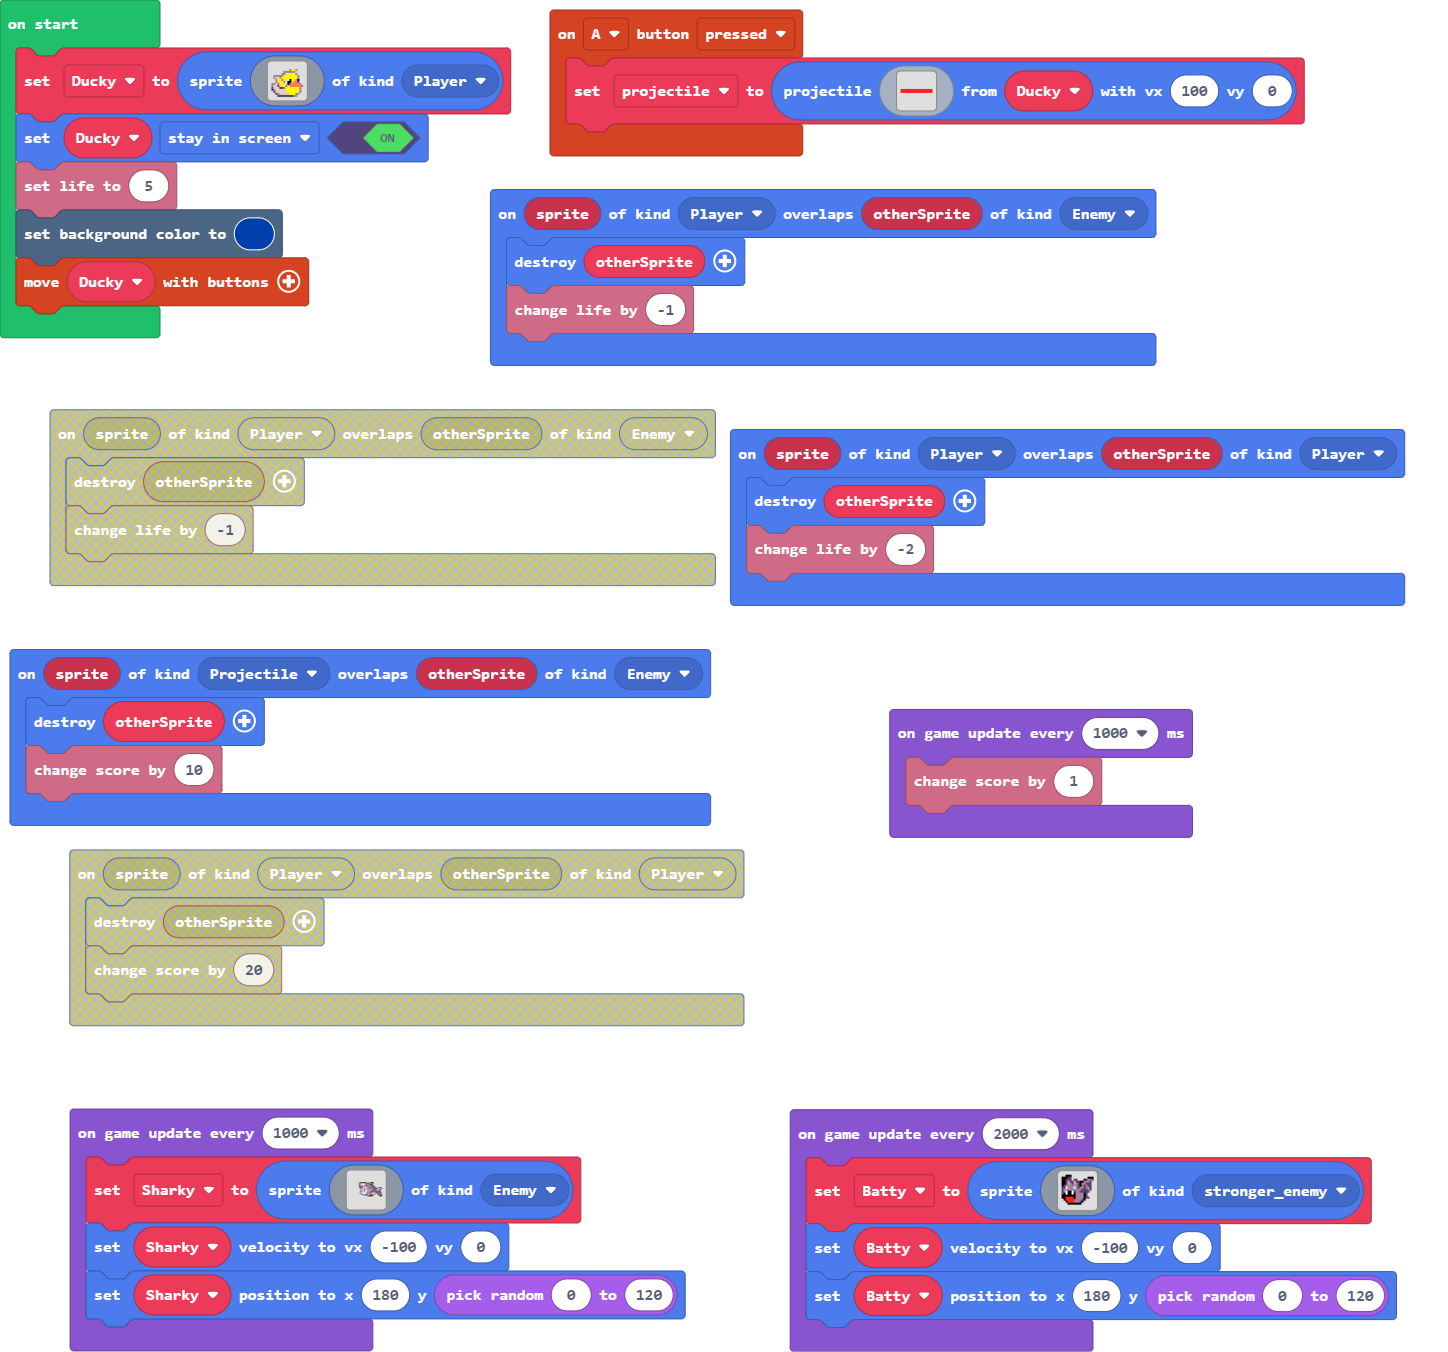 on start
set Ducky to sprite of kind Player
set Ducky stay in screen ON
set life to 5
set background color to
move Ducky with buttons
on A button pressed
set projectile to projectile from Ducky with vx 100 vy 0
on sprite of kind Player overlaps otherSprite of kind Enemy
destroy otherSprite
change life by -1
on sprite of kind Player overlaps otherSprite of kind Enemy
destroy otherSprite
change life by -1
on sprite of kind Player overlaps otherSprite of kind Player
destroy otherSprite
change life by -2
on sprite of kind Projectile overlaps otherSprite of kind Enemy
destroy otherSprite
change score by 10
on game update every 1000 ms
change score by 1
on sprite of kind Player overlaps otherSprite of kind Player
destroy otherSprite
change score by 20
on game update every 1000 ms
set Sharky to sprite of kind Enemy
set Sharky velocity to vx -100 vy 0
set Sharky position to x 180 y pick random 0 to 120
on game update every 2000 ms
set Batty to sprite of kind stronger_enemy
set Batty velocity to vx -100 vy 0
set Batty position to x 180 y pick random 0 to 120